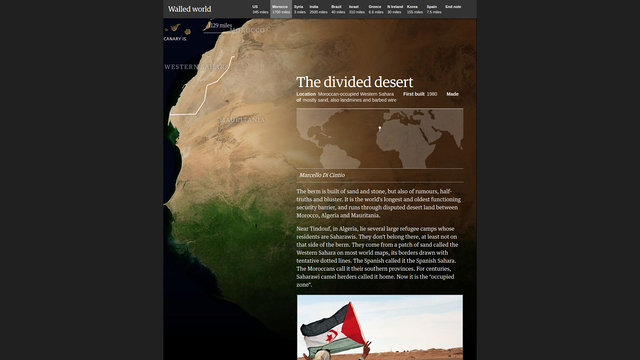 Walled world
US
345 miles
Morocco
1700 miles
Syria
3 miles
India
2500 miles
Brazil
40 miles
Israel
310 miles
Greece
6.6 miles
N Ireland
30 miles
Korea
155 miles
Spain
7.5 miles
End note
129 miles
MOROCCO
CANARY IS.
WESTERN SAHARA
MAURITANIA
The divided desert
Location Moroccan-occupied Western Sahara First built 1980 Made
of mostly sand, also landmines and barbed wire
Marcello Di Cintio
The berm is built of sand and stone, but also of rumours, half-
truths and bluster. It is the world's longest and oldest functioning
security barrier, and runs through disputed desert land between
Morocco, Algeria and Mauritania.
Near Tindouf, in Algeria, lie several large refugee camps whose
residents are Saharawis. They don't belong there, at least not on
that side of the berm. They come from a patch of sand called the
Western Sahara on most world maps, its borders drawn with
tentative dotted lines. The Spanish called it the Spanish Sahara.
The Moroccans call it their southern provinces. For centuries,
Saharawi camel herders called it home. Now it is the "occupied
zone".